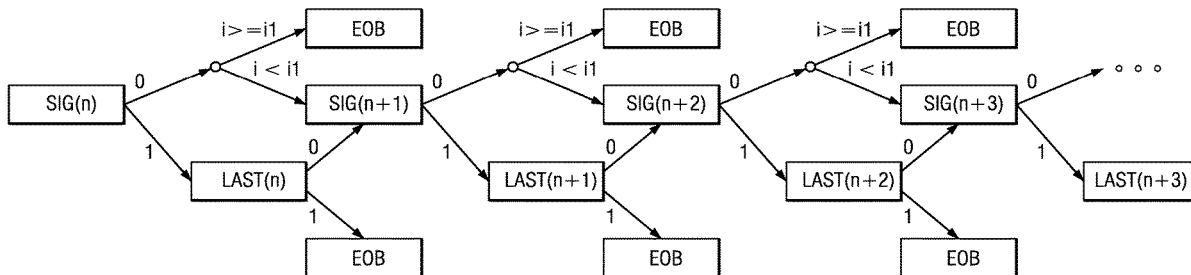 i>=i1 EOB i>=i1 EOB i>=i1 EOB
0 i < i1 0 i < i1 0 i < i1 0 ∘ ∘ ∘
SIG(n) SIG(n+1) SIG(n+2) SIG(n+3)
1 0 1 0 1 0 1
LAST(n) LAST(n+1) LAST(n+2) LAST(n+3)
1 1 1
EOB EOB EOB